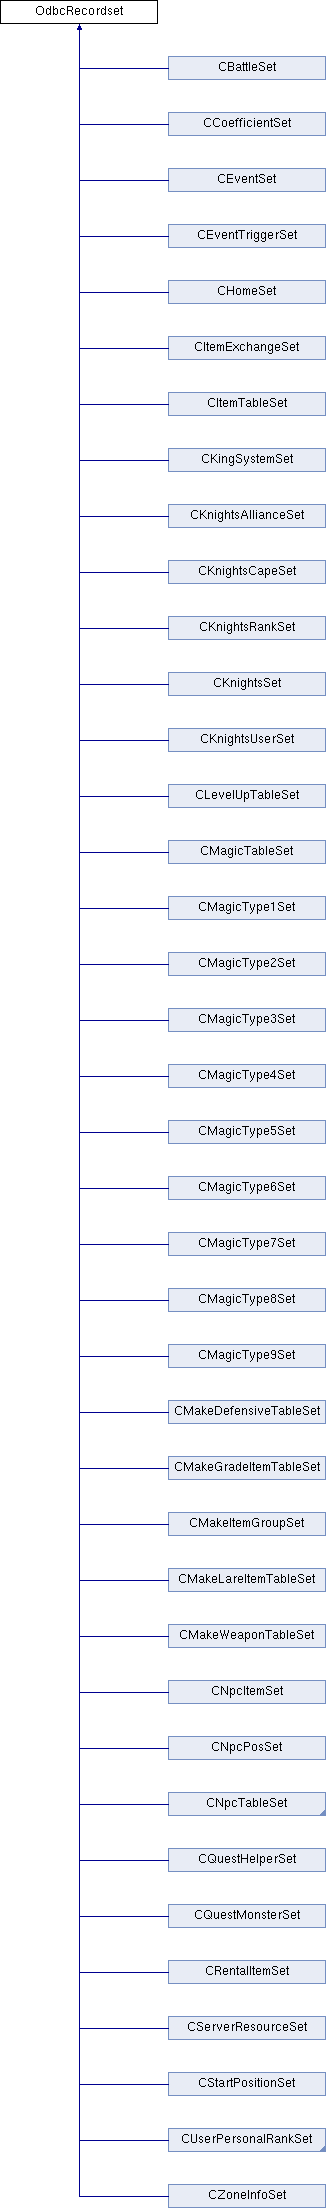 OdbcRecordset
CBattleSet
CCoefficientSet
CEventSet
CEventTriggerSet
CHomeSet
CItemExchangeSet
CItemTableSet
CKingSystemSet
CKnightsAllianceSet
CKnightsCapeSet
CKnightsRankSet
CKnightsSet
CKnightsUserSet
CLevelUpTableSet
CMagicTableSet
CMagicType1Set
CMagicType2Set
CMagicType3Set
CMagicType4Set
CMagicType5Set
CMagicType6Set
CMagicType7Set
CMagicType8Set
CMagicType9Set
CMakeDefensiveTableSet
CMakeGradeItemTableSet
CMakeItemGroupSet
CMakeLareItemTableSet
CMakeWeaponTableSet
CNpcItemSet
CNpcPosSet
CNpcTableSet
CQuestHelperSet
CQuestMonsterSet
CRentalItemSet
CServerResourceSet
CStartPositionSet
CUserPersonalRankSet
CZoneInfoSet